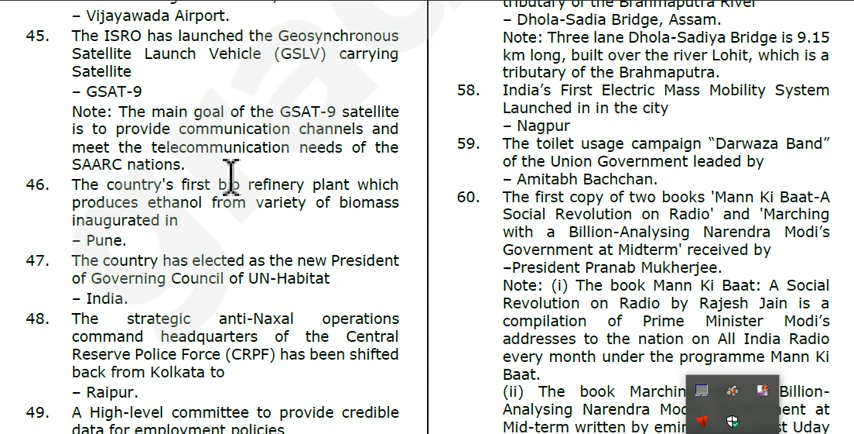 – Vijayawada Airport.
45. The ISRO has launched the Geosynchronous
Satellite Launch Vehicle (GSLV) carrying
Satellite
– GSAT-9
Note: The main goal of the GSAT-9 satellite
is to provide communication channels and
meet the telecommunication needs of the
SAARC nations.
46. The country's first bio refinery plant which
produces ethanol from variety of biomass
inaugurated in
– Pune.
47. The country has elected as the new President
of Governing Council of UN-Habitat
– India.
48. The strategic anti-Naxal operations
command headquarters of the Central
Reserve Police Force (CRPF) has been shifted
back from Kolkata to
– Raipur.
49. A High-level committee to provide credible
data for employment policies
tributary of the Brahmaputra River
– Dhola-Sadia Bridge, Assam.
Note: Three lane Dhola-Sadiya Bridge is 9.15
km long, built over the river Lohit, which is a
tributary of the Brahmaputra.
58. India's First Electric Mass Mobility System
Launched in in the city
– Nagpur
59. The toilet usage campaign “Darwaza Band”
of the Union Government leaded by
– Amitabh Bachchan.
60. The first copy of two books 'Mann Ki Baat-A
Social Revolution on Radio' and 'Marching
with a Billion-Analysing Narendra Modi's
Government at Midterm' received by
–President Pranab Mukherjee.
Note: (i) The book Mann Ki Baat: A Social
Revolution on Radio by Rajesh Jain is a
compilation of Prime Minister Modi's
addresses to the nation on All India Radio
every month under the programme Mann Ki
Baat.
(ii) The book Billion-
Analysing Narendra at
Mid-term written by Uday